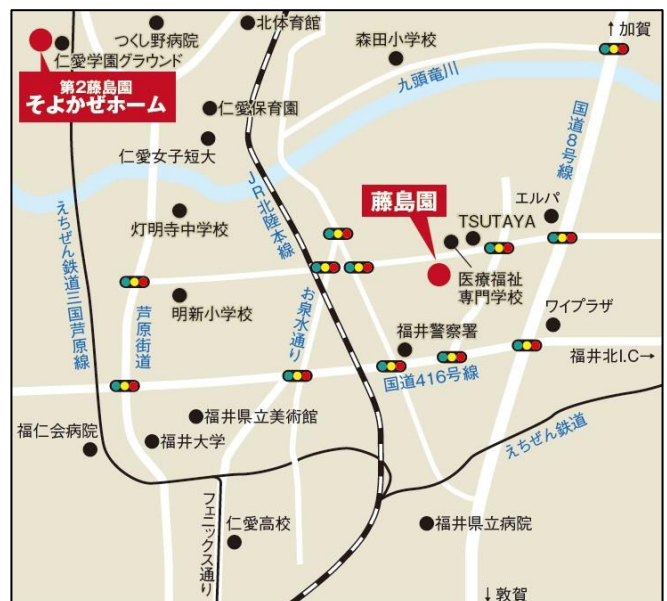 北体育館
つくし野病院
仁愛学園グラウンド
第2藤島園
そよかぜホーム
森田小学校
↑加賀
九頭竜川
国道8号線
仁愛保育園
仁愛女子短大
JR北陸本線
藤島園
エルパ
TSUTAYA
えちぜん鉄道三国芦原線
灯明寺中学校
医療福祉
専門学校
芦原街道
明新小学校
お泉水通り
ワイプラザ
福井警察署
福井北I.C→
国道416号線
福井県立美術館
福仁会病院
福井大学
えちぜん鉄道
フェニックス通り
仁愛高校
福井県立病院
↓敦賀